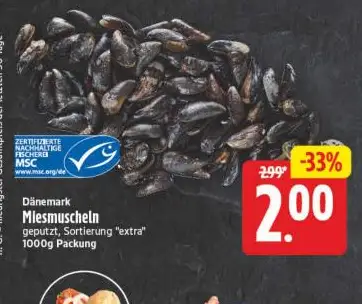 ZERTIFIZIERTE
NACHHALTIGE
FISCHEREI
MSC
www.msc.org/de
-33%
2.99*
2.00
Dänemark
Miesmuscheln
geputzt, Sortierung "extra"
1000g Packung